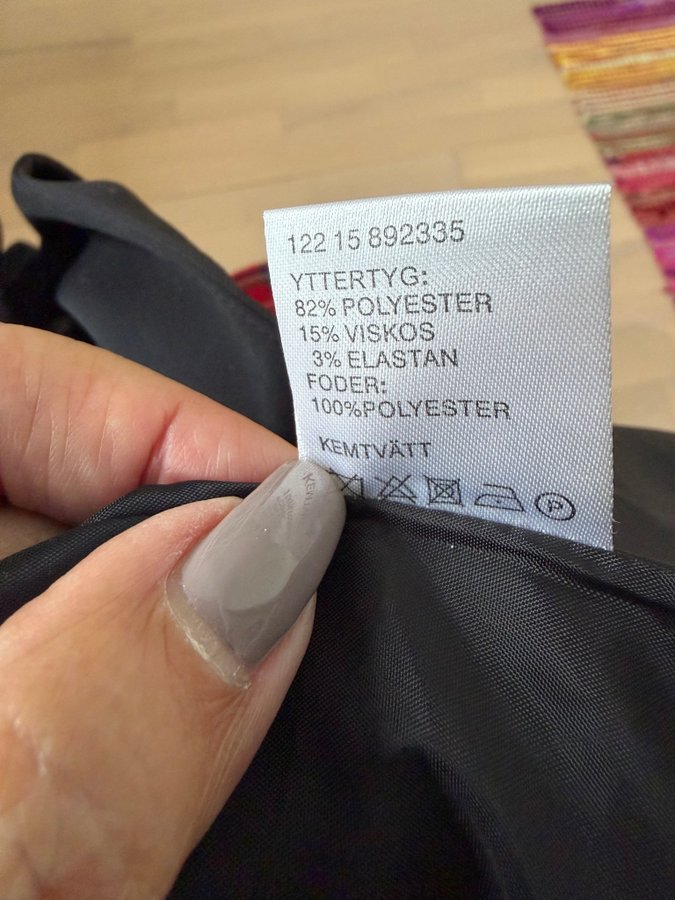 122 15 892335
YTTERTYG:
82% POLYESTER
15% VISKOS
3% ELASTAN
FODER:
100%POLYESTER
KEMTVÄTT
P